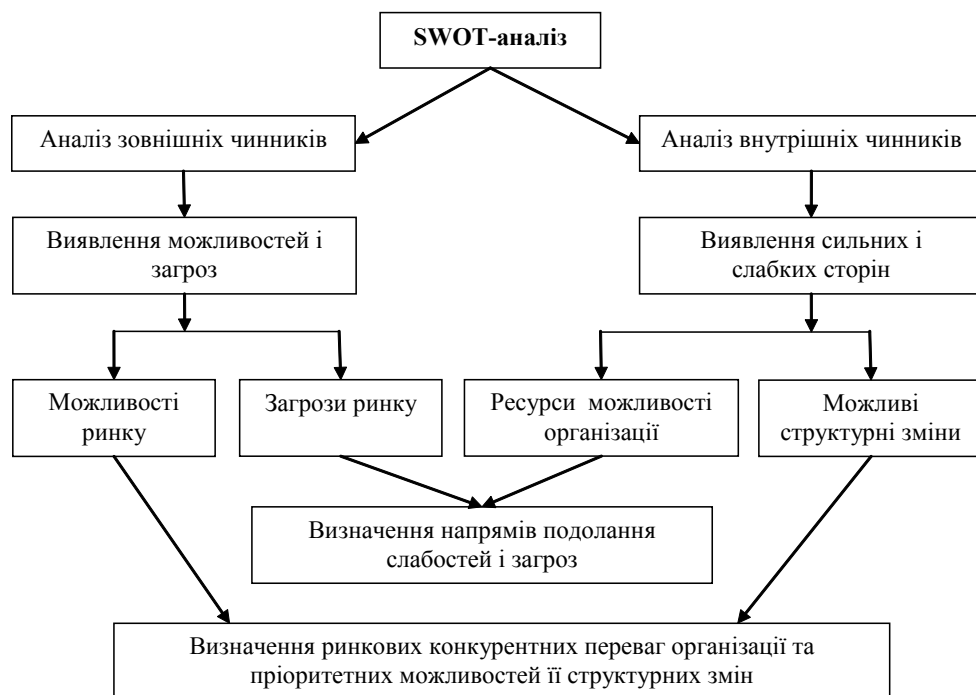 SWOT-аналіз
Аналіз зовнішніх чинників
Аналіз внутрішніх чинників
Виявлення можливостей і
загроз
Виявлення сильних і
слабких сторін
Можливості
ринку
Загрози ринку
Ресурси можливості
організації
Можливі
структурні зміни
Визначення напрямів подолання
слабостей і загроз
Визначення ринкових конкурентних переваг організації та
пріоритетних можливостей її структурних змін